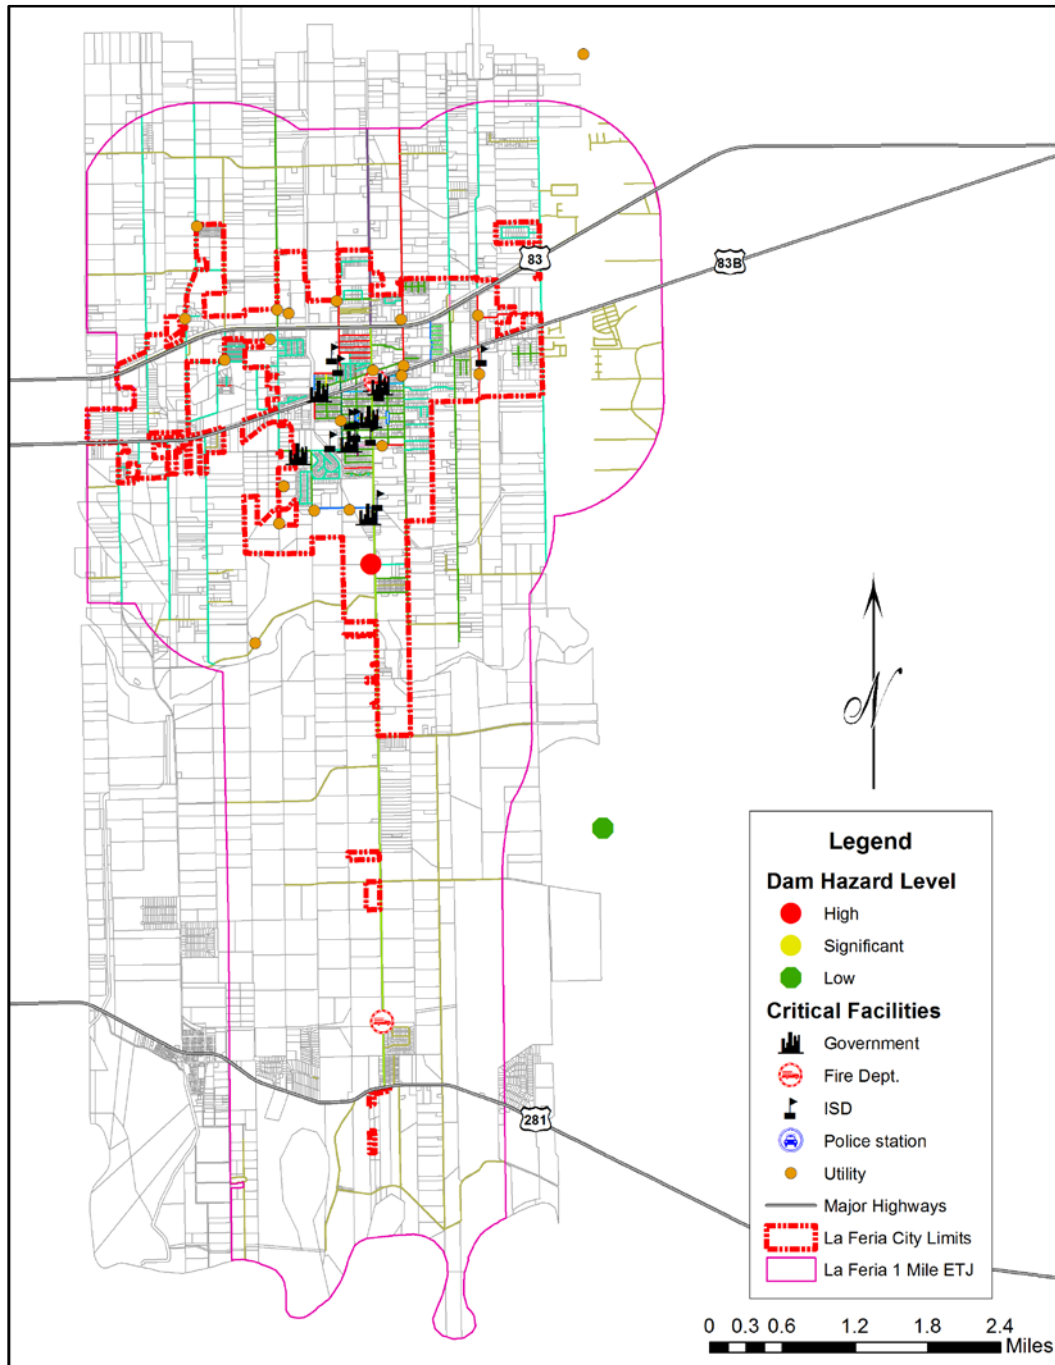 83
83B
N
Legend
Dam Hazard Level
High
Significant
Low
Critical Facilities
Government
Fire Dept.
ISD
281
Police station
Utility
Major Highways
La Feria City Limits
La Feria 1 Mile ETJ
0 0.3 0.6 1.2 1.8 2.4
Miles